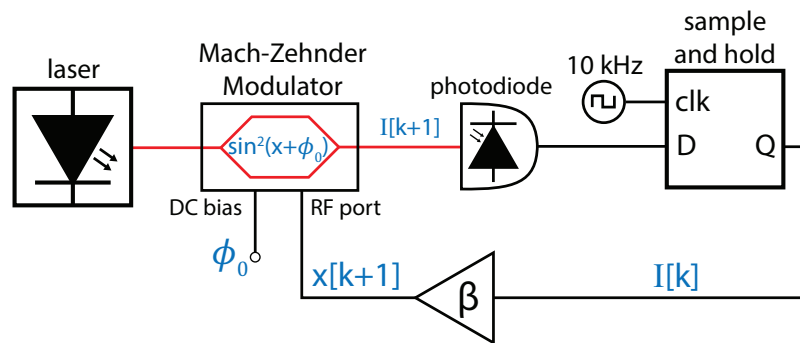 laser
Mach-Zehnder
Modulator
sin²(x+ϕ₀)
DC bias
RF port
ϕ₀
I[k+1]
photodiode
10 kHz
sample
and hold
clk
D
Q
x[k+1]
β
I[k]